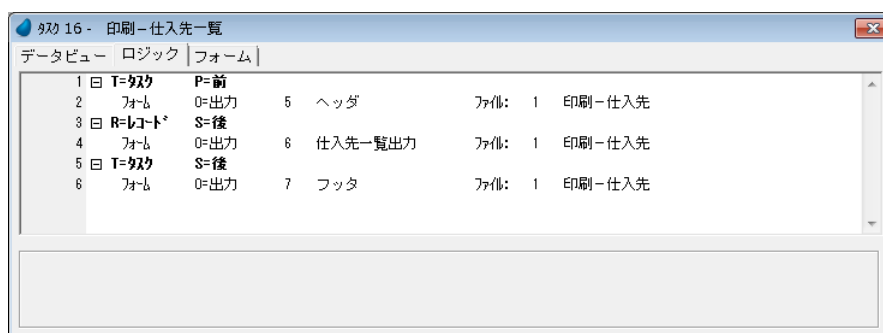 ﾀｽｸ 16 - 印刷－仕入先一覧
データビュー ロジック フォーム
1 T=ﾀｽｸ P=前
2 ﾌｫｰﾑ O=出力 5 ヘッダ ﾌｧｲﾙ: 1 印刷－仕入先
3 R=ﾚｺｰﾄﾞ S=後
4 ﾌｫｰﾑ O=出力 6 仕入先一覧出力 ﾌｧｲﾙ: 1 印刷－仕入先
5 T=ﾀｽｸ S=後
6 ﾌｫｰﾑ O=出力 7 フッタ ﾌｧｲﾙ: 1 印刷－仕入先